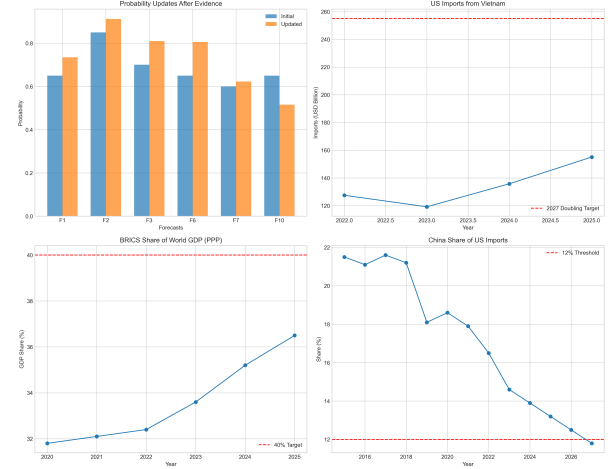 Probability Updates After Evidence
Initial
Updated
0.8
0.6
0.4
0.2
0.0
Probability
F1 F2 F3 F6 F7 F10
Forecasts
US Imports from Vietnam
260
240
220
200
180
160
140
120
Imports (USD Billion)
2027 Doubling Target
2022.0 2022.5 2023.0 2023.5 2024.0 2024.5 2025.0
Year
BRICS Share of World GDP (PPP)
40
38
36
34
32
GDP Share (%)
40% Target
2020 2021 2022 2023 2024 2025
Year
China Share of US Imports
12% Threshold
22
20
18
16
14
12
Share (%)
2016 2018 2020 2022 2024 2026
Year